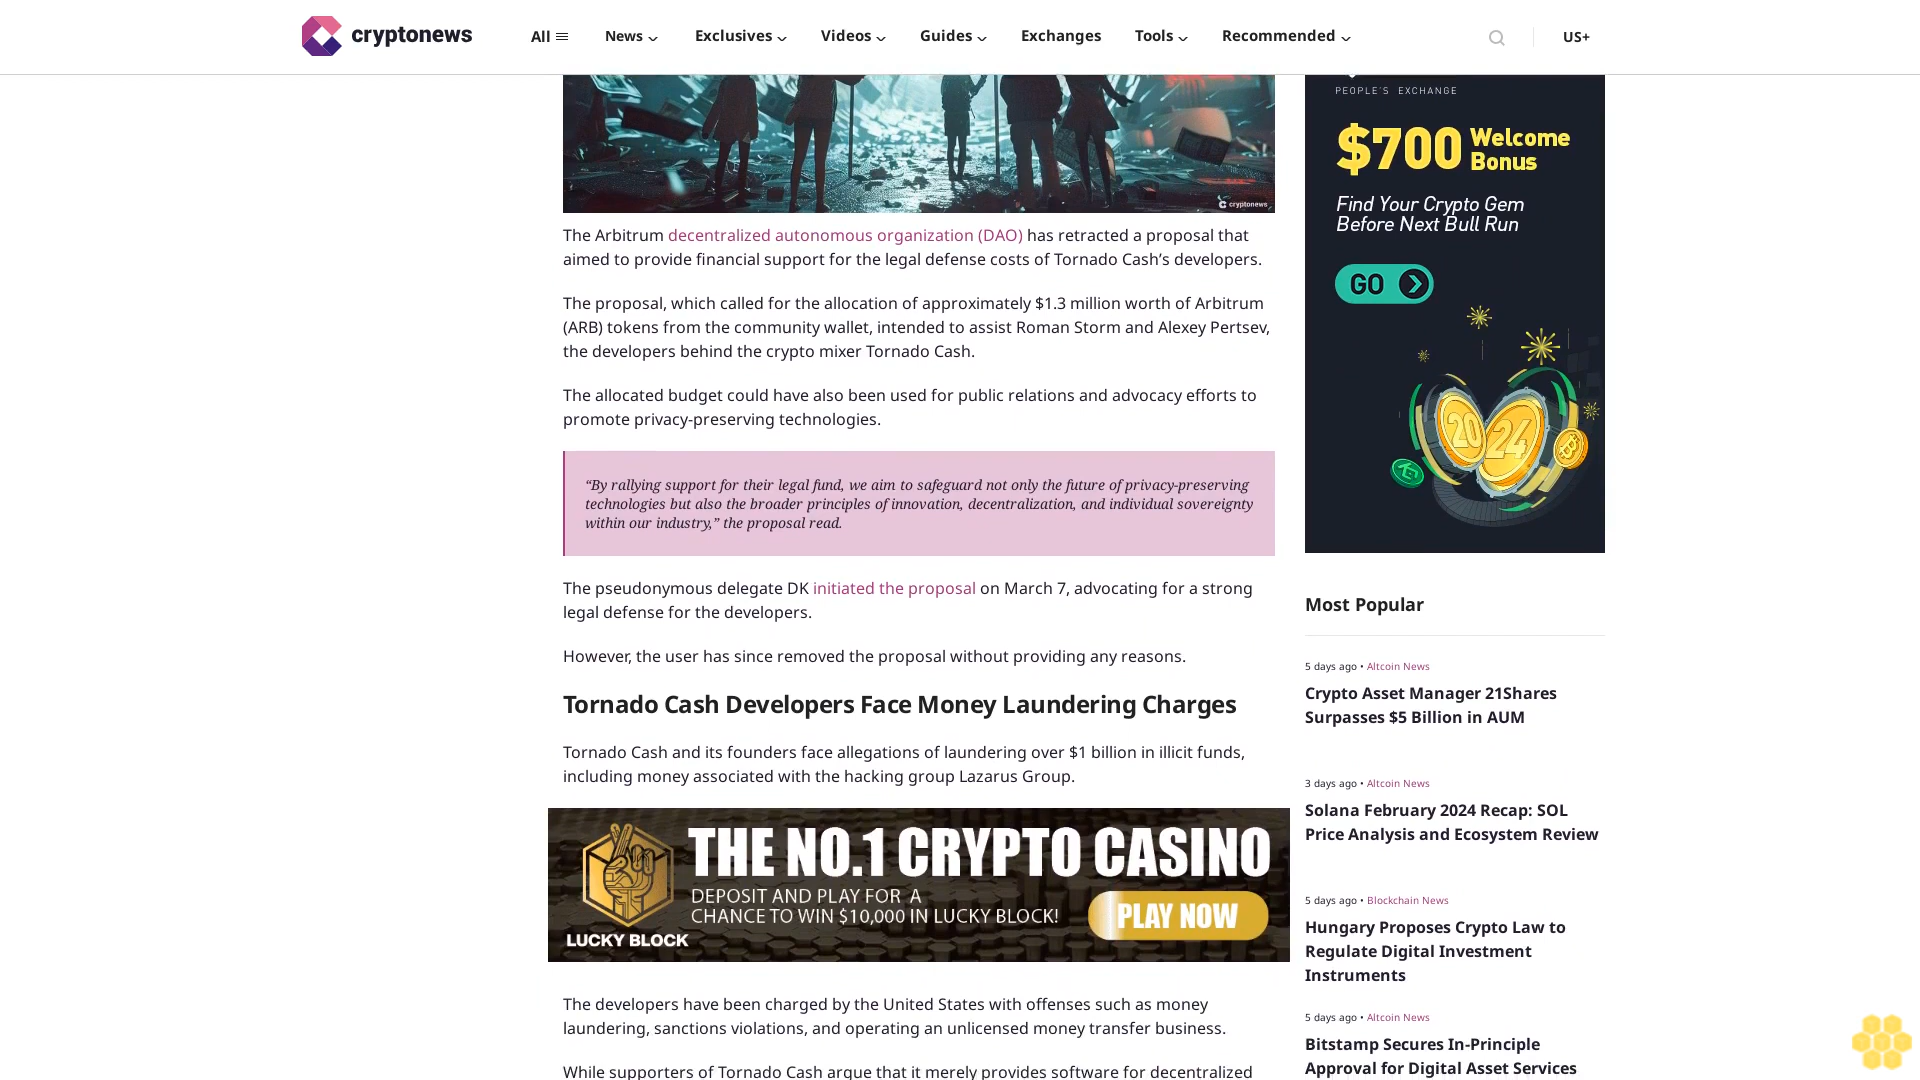 cryptonews
All
News
Exclusives
Videos
Guides
Exchanges
Tools
Recommended
US+
cryptonews
The Arbitrum decentralized autonomous organization (DAO) has retracted a proposal that
aimed to provide financial support for the legal defense costs of Tornado Cash’s developers.
The proposal, which called for the allocation of approximately $1.3 million worth of Arbitrum
(ARB) tokens from the community wallet, intended to assist Roman Storm and Alexey Pertsev,
the developers behind the crypto mixer Tornado Cash.
The allocated budget could have also been used for public relations and advocacy efforts to
promote privacy-preserving technologies.
“By rallying support for their legal fund, we aim to safeguard not only the future of privacy-preserving
technologies but also the broader principles of innovation, decentralization, and individual sovereignty
within our industry,” the proposal read.
The pseudonymous delegate DK initiated the proposal on March 7, advocating for a strong
legal defense for the developers.
However, the user has since removed the proposal without providing any reasons.
Tornado Cash Developers Face Money Laundering Charges
Tornado Cash and its founders face allegations of laundering over $1 billion in illicit funds,
including money associated with the hacking group Lazarus Group.
THE NO.1 CRYPTO CASINO
DEPOSIT AND PLAY FOR A
CHANCE TO WIN $10,000 IN LUCKY BLOCK!
PLAY NOW
LUCKY BLOCK
The developers have been charged by the United States with offenses such as money
laundering, sanctions violations, and operating an unlicensed money transfer business.
While supporters of Tornado Cash argue that it merely provides software for decentralized
PEOPLE'S EXCHANGE
$700 Welcome
Bonus
Find Your Crypto Gem
Before Next Bull Run
GO
20
24
Most Popular
5 days ago • Altcoin News
Crypto Asset Manager 21Shares
Surpasses $5 Billion in AUM
3 days ago • Altcoin News
Solana February 2024 Recap: SOL
Price Analysis and Ecosystem Review
5 days ago • Blockchain News
Hungary Proposes Crypto Law to
Regulate Digital Investment
Instruments
5 days ago • Altcoin News
Bitstamp Secures In-Principle
Approval for Digital Asset Services